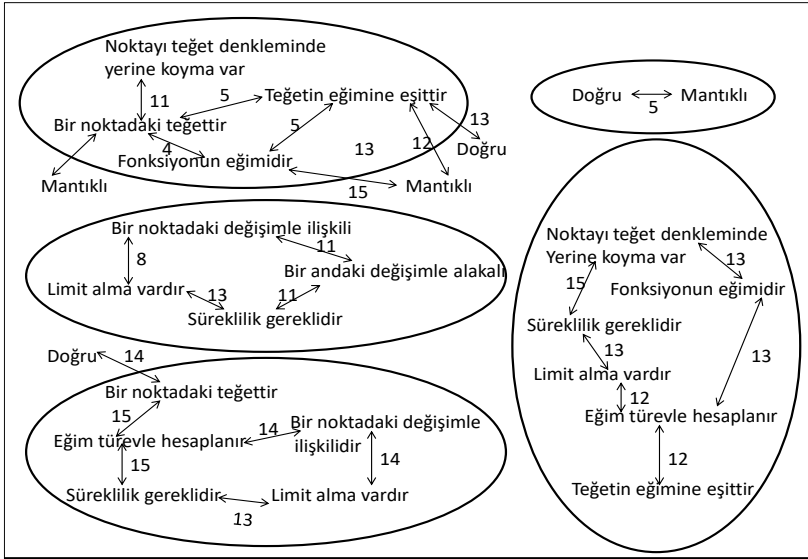 Noktayı teğet denkleminde
yerine koyma var
11
5
Teğetin eğimine eşittir
Bir noktadaki teğettir
5
13
4
12
Doğru
Fonksiyonun eğimidir
13
Mantıklı
15
Mantıklı
Bir noktadaki değişimle ilişkili
8
11
Bir andaki değişimle alakalı
Limit alma vardır
13
11
Süreklilik gereklidir
Doğru
14
Bir noktadaki teğettir
15
Eğim türevle hesaplanır
14
Bir noktadaki değişimle
ilişkilidir
15
14
Süreklilik gereklidir
13
Limit alma vardır
Doğru
5
Mantıklı
Noktayı teğet denkleminde
Yerine koyma var
13
15
Fonksiyonun eğimidir
Süreklilik gereklidir
13
13
Limit alma vardır
12
Eğim türevle hesaplanır
12
Teğetin eğimine eşittir